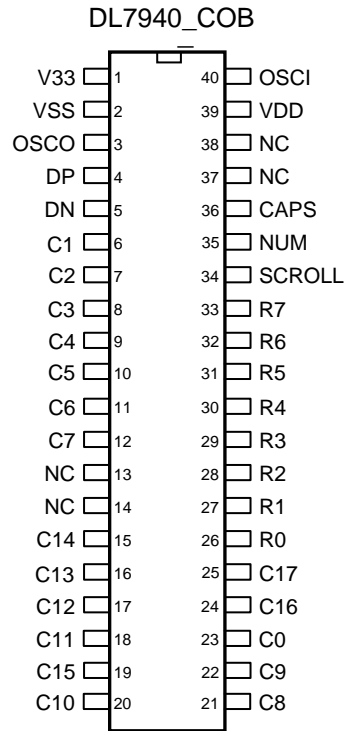 DL7940_COB
V33 1 40 OSCI
VSS 2 39 VDD
OSCO 3 38 NC
DP 4 37 NC
DN 5 36 CAPS
C1 6 35 NUM
C2 7 34 SCROLL
C3 8 33 R7
C4 9 32 R6
C5 10 31 R5
C6 11 30 R4
C7 12 29 R3
NC 13 28 R2
NC 14 27 R1
C14 15 26 R0
C13 16 25 C17
C12 17 24 C16
C11 18 23 C0
C15 19 22 C9
C10 20 21 C8